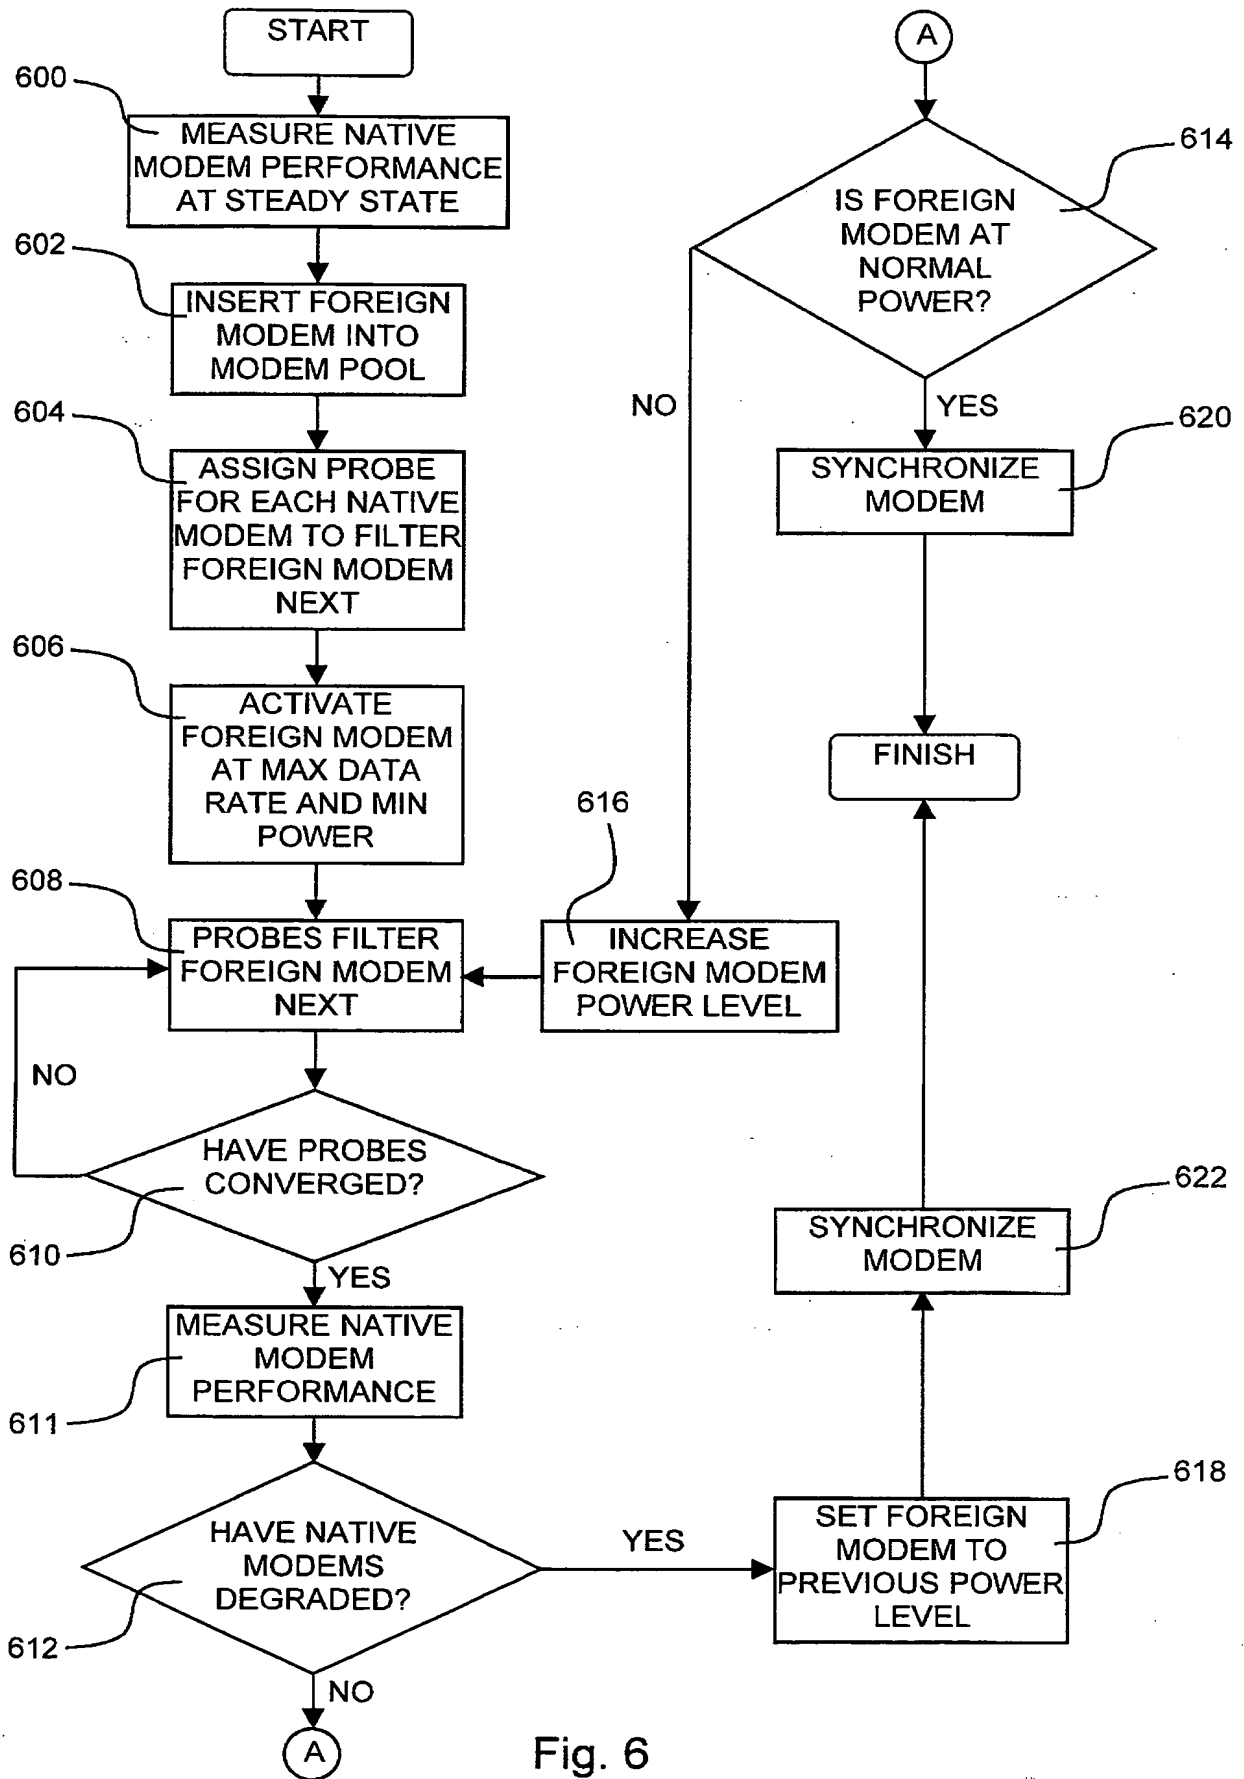 START
600
MEASURE NATIVE
MODEM PERFORMANCE
AT STEADY STATE
602
INSERT FOREIGN
MODEM INTO
MODEM POOL
604
ASSIGN PROBE
FOR EACH NATIVE
MODEM TO FILTER
FOREIGN MODEM
NEXT
606
ACTIVATE
FOREIGN MODEM
AT MAX DATA
RATE AND MIN
POWER
608
PROBES FILTER
FOREIGN MODEM
NEXT
NO
HAVE PROBES
CONVERGED?
610
YES
MEASURE NATIVE
MODEM
PERFORMANCE
611
HAVE NATIVE
MODEMS
DEGRADED?
612
YES
NO
A
A
614
IS FOREIGN
MODEM AT
NORMAL
POWER?
NO
YES
620
SYNCHRONIZE
MODEM
FINISH
616
INCREASE
FOREIGN MODEM
POWER LEVEL
622
SYNCHRONIZE
MODEM
618
SET FOREIGN
MODEM TO
PREVIOUS POWER
LEVEL
Fig. 6